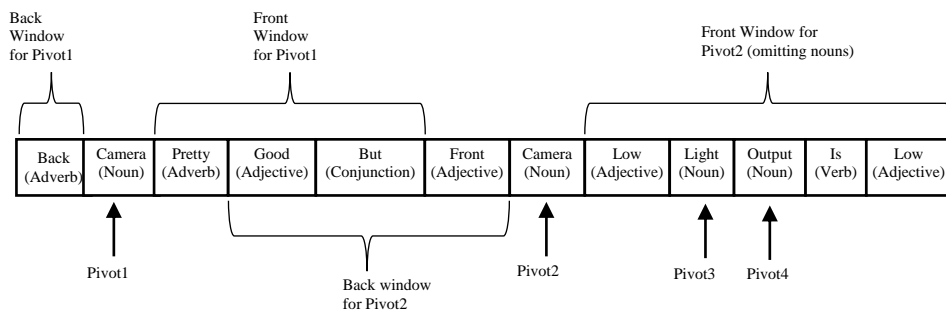 Back
Window
for Pivot1
Front
Window
for Pivot1
Front Window for
Pivot2 (omitting nouns)
Back
(Adverb)
Camera
(Noun)
Pretty
(Adverb)
Good
(Adjective)
But
(Conjunction)
Front
(Adjective)
Camera
(Noun)
Low
(Adjective)
Light
(Noun)
Output
(Noun)
Is
(Verb)
Low
(Adjective)
Pivot1
Back window
for Pivot2
Pivot2
Pivot3
Pivot4